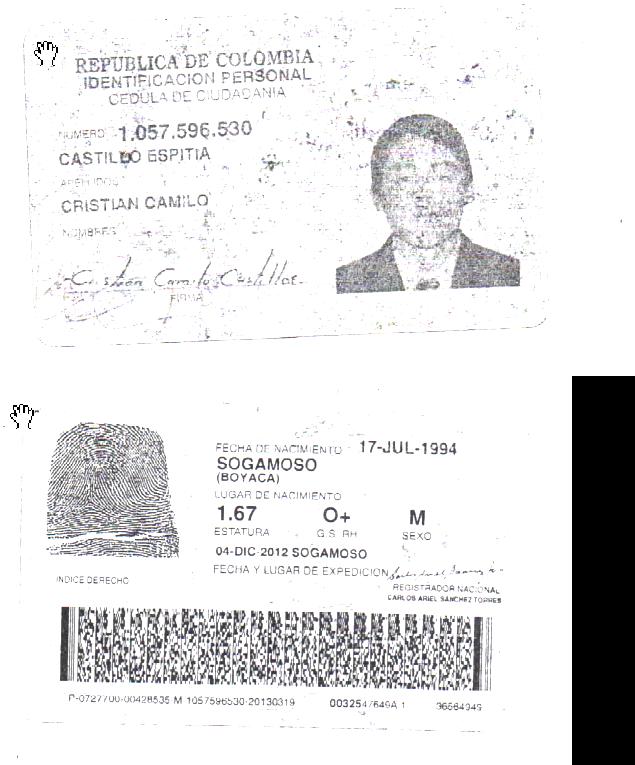 REPUBLICA DE COLOMBIA
IDENTIFICACION PERSONAL
CEDULA DE CIUDADANIA
NUMERO 1.057.596.530
CASTILLO ESPITIA
APELLIDOS
CRISTIAN CAMILO
NOMBRES
Cristian Camilo Castillo
FIRMA
FECHA DE NACIMIENTO 17-JUL-1994
SOGAMOSO
(BOYACA)
LUGAR DE NACIMIENTO
1.67 O+ M
ESTATURA G.S. RH SEXO
04-DIC-2012 SOGAMOSO
FECHA Y LUGAR DE EXPEDICION
INDICE DERECHO
REGISTRADOR NACIONAL
CARLOS ARIEL SANCHEZ TORRES
P-0727700-00428535-M-1057596530-20130319 0032547649A 1 36564949